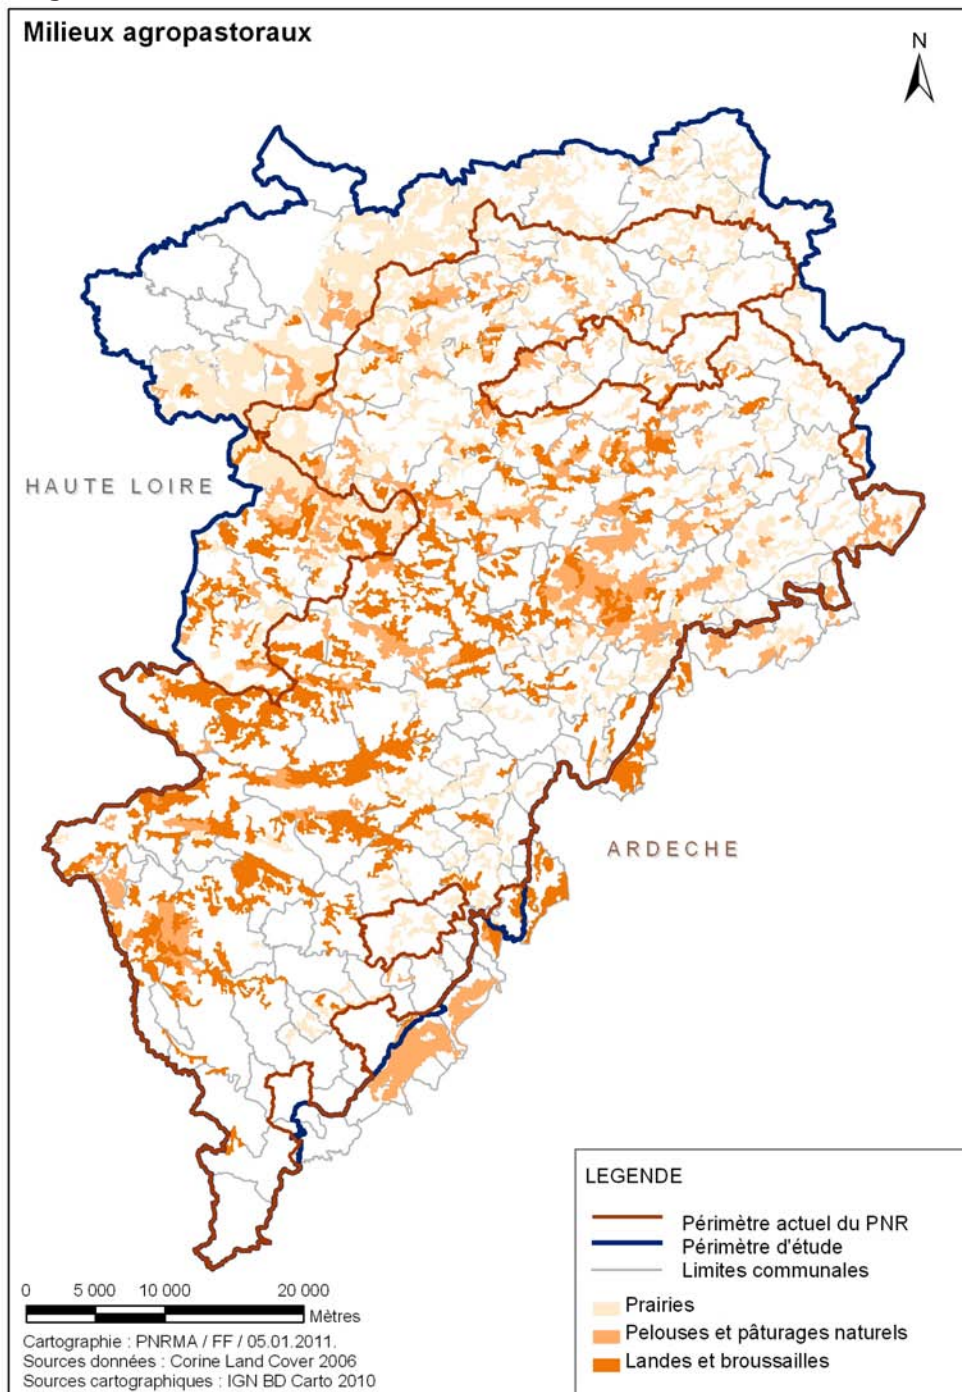 Milieux agropastoraux
N
HAUTE LOIRE
ARDECHE
LEGENDE
Périmètre actuel du PNR
Périmètre d'étude
Limites communales
Prairies
Pelouses et pâturages naturels
Landes et broussailles
0 5 000 10 000 20 000
Mètres
Cartographie : PNRMA / FF / 05.01.2011.
Sources données : Corine Land Cover 2006
Sources cartographiques : IGN BD Carto 2010